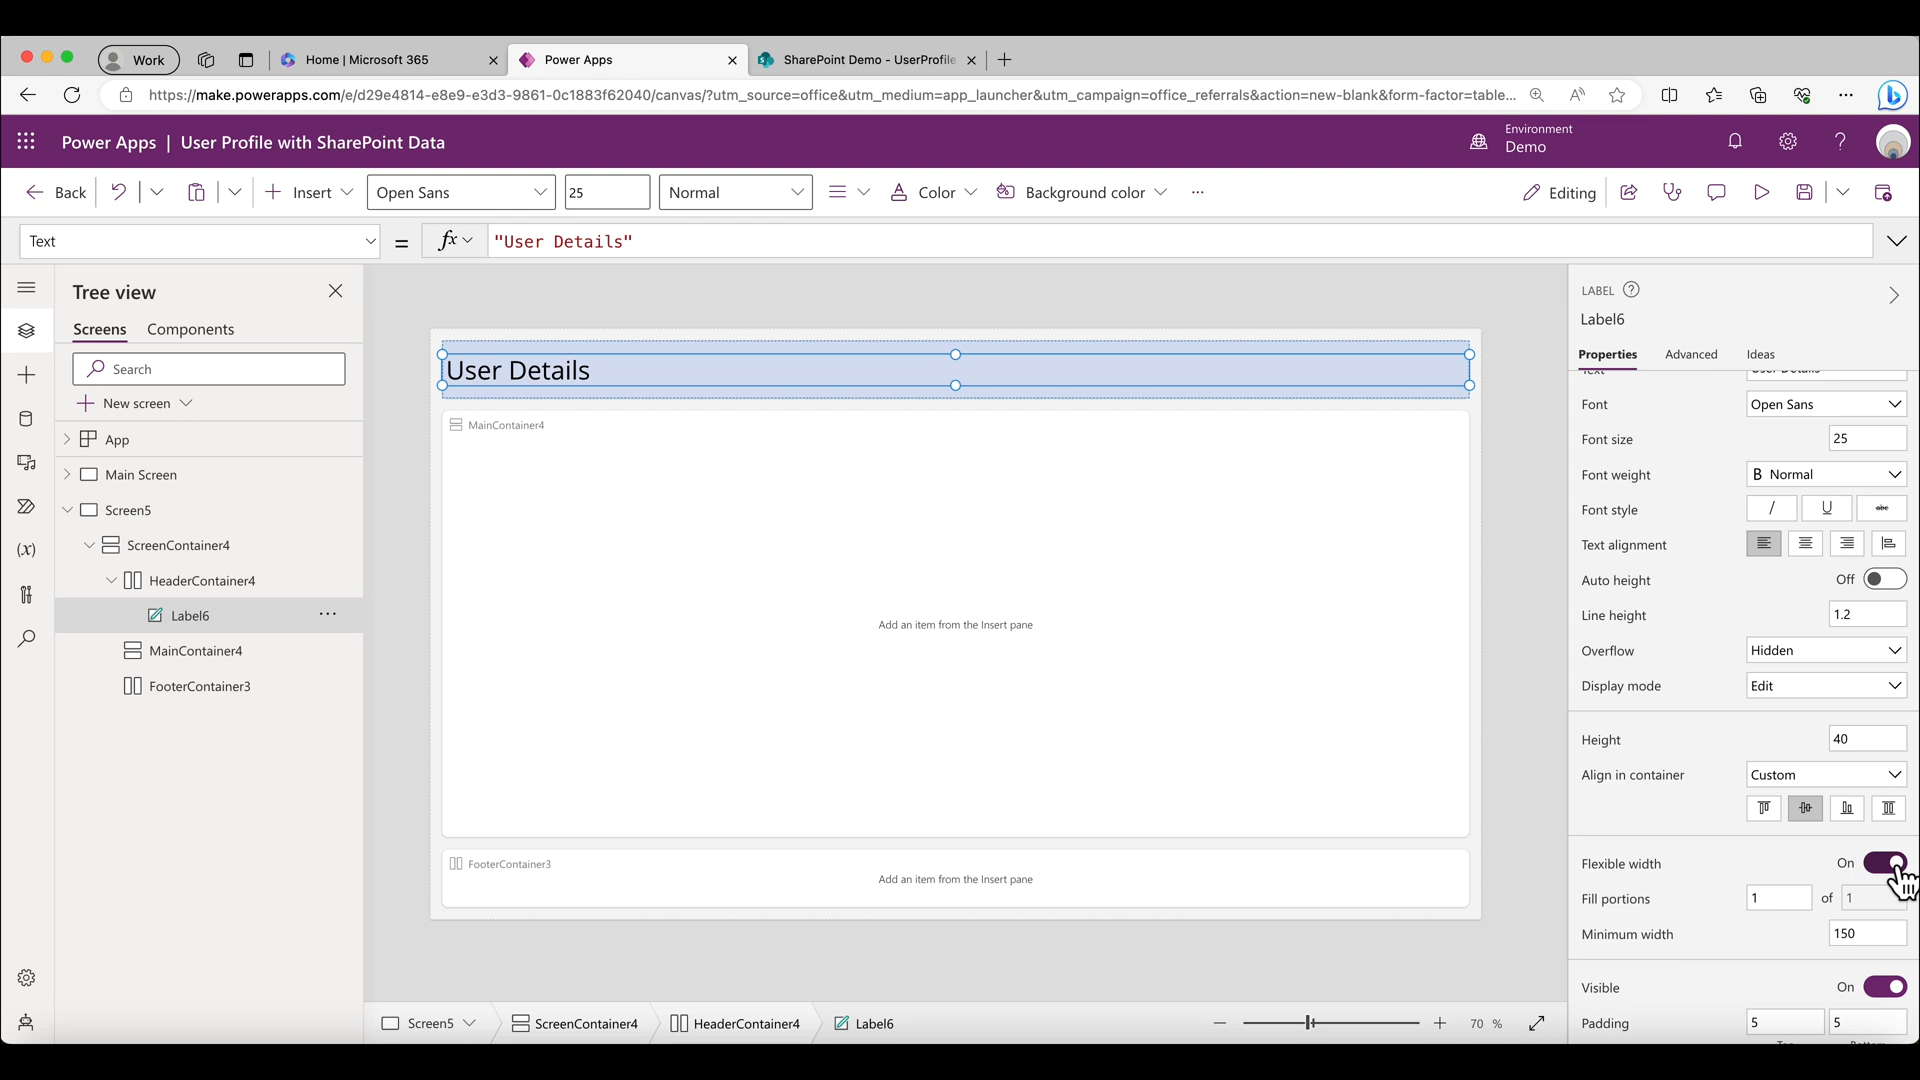 Work
Home | Microsoft 365
Power Apps
SharePoint Demo - UserProfile
https://make.powerapps.com/e/d29e4814-e8e9-e3d3-9861-0c1883f62040/canvas/?utm_source=office&utm_medium=app_launcher&utm_campaign=office_referrals&action=new-blank&form-factor=table...
Power Apps | User Profile with SharePoint Data
Environment
Demo
Back
Insert
Open Sans
25
Normal
Color
Background color
Editing
Text
=
fx
"User Details"
Tree view
Screens Components
Search
New screen
App
Main Screen
Screen5
ScreenContainer4
HeaderContainer4
Label6
MainContainer4
FooterContainer3
User Details
MainContainer4
Add an item from the Insert pane
FooterContainer3
Add an item from the Insert pane
LABEL
Label6
Properties Advanced Ideas
Font Open Sans
Font size 25
Font weight B Normal
Font style / U abc
Text alignment
Auto height Off
Line height 1.2
Overflow Hidden
Display mode Edit
Height 40
Align in container Custom
Flexible width On
Fill portions 1 of 1
Minimum width 150
Visible On
Padding 5 5
Screen5 ScreenContainer4 HeaderContainer4 Label6
70 %